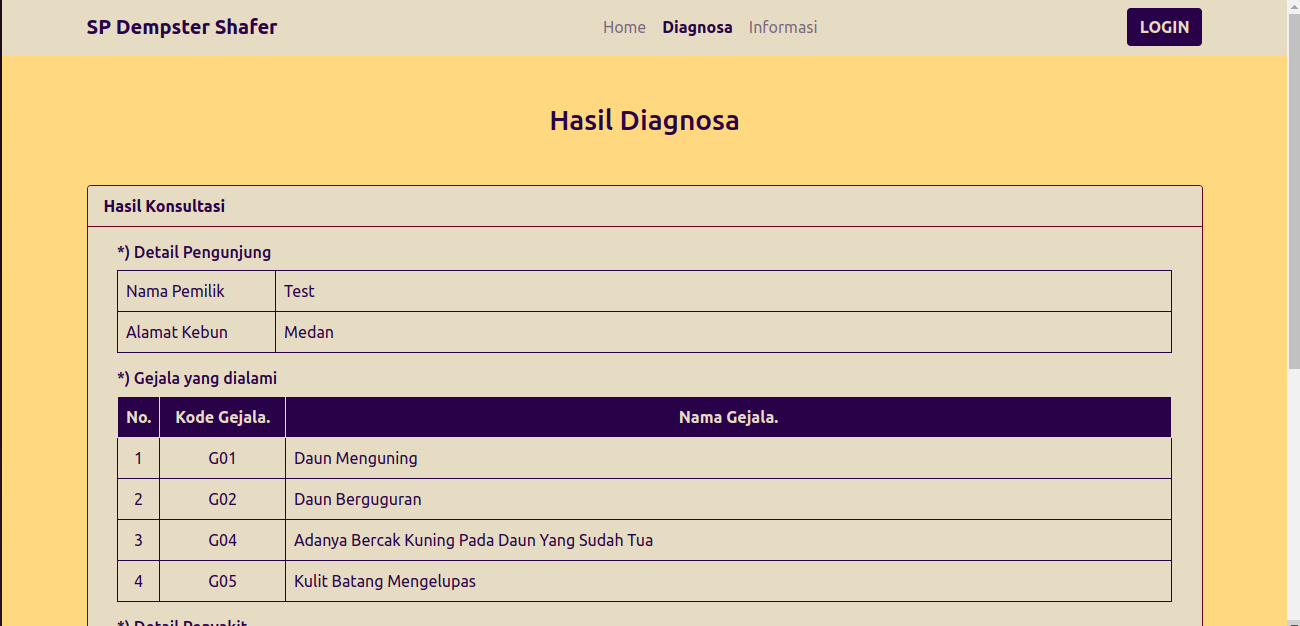 SP Dempster Shafer Home Diagnosa Informasi LOGIN
Hasil Diagnosa
Hasil Konsultasi
*) Detail Pengunjung
Nama Pemilik Test
Alamat Kebun Medan
*) Gejala yang dialami
No. Kode Gejala. Nama Gejala.
1 G01 Daun Menguning
2 G02 Daun Berguguran
3 G04 Adanya Bercak Kuning Pada Daun Yang Sudah Tua
4 G05 Kulit Batang Mengelupas
*) Detail Penyakit